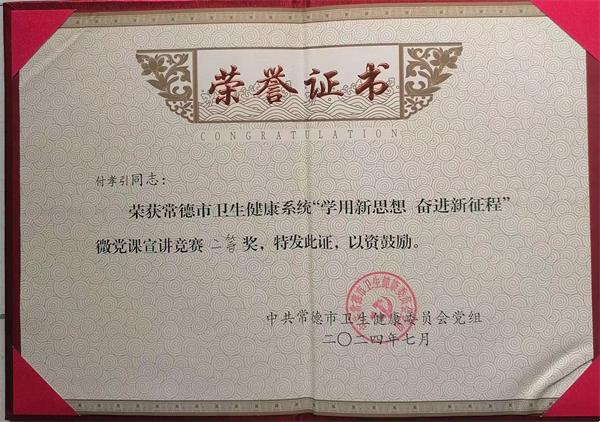 荣誉证书
CONGRATULATION
付孝引同志：
荣获常德市卫生健康系统“学用新思想 奋进新征程”
微党课宣讲竞赛二等奖，特发此证，以资鼓励。
中共常德市卫生健康委员会党组
二〇二四年七月